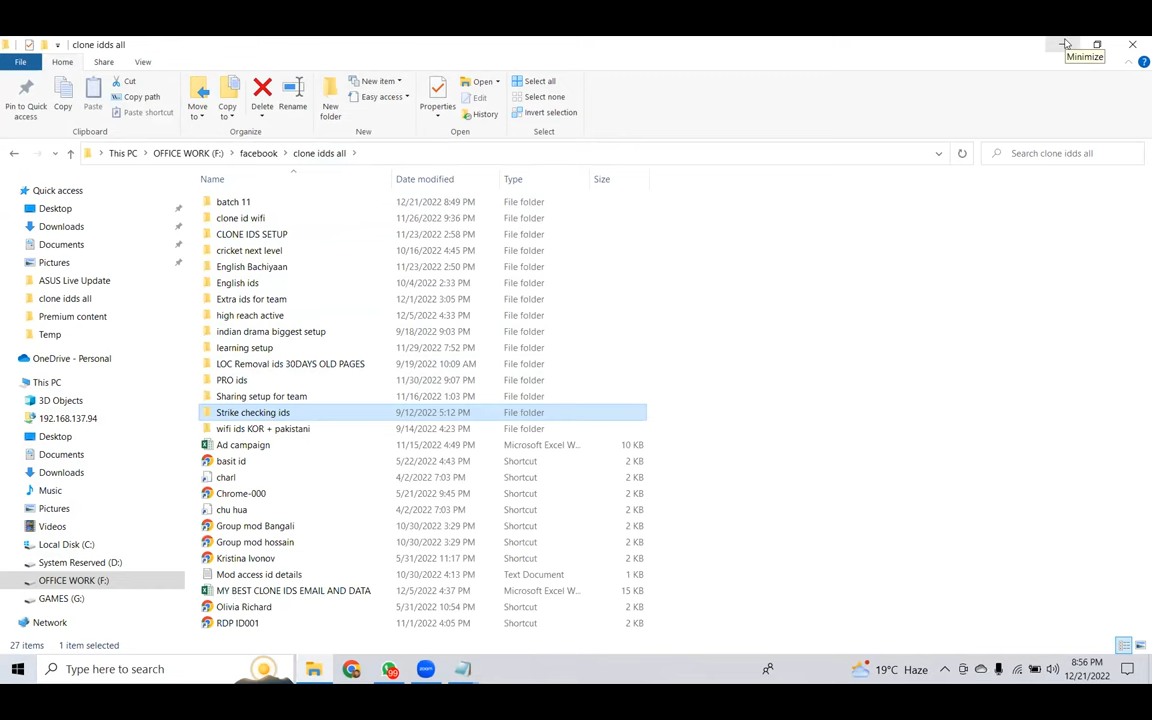 clone idds all
Minimize
File Home Share View
Pin to Quick access
Copy
Paste
Cut
Copy path
Paste shortcut
Clipboard
Move to
Copy to
Delete
Rename
Organize
New folder
New item
Easy access
New
Properties
Open
Edit
History
Open
Select all
Select none
Invert selection
Select
This PC > OFFICE WORK (F:) > facebook > clone idds all >
Search clone idds all
Name Date modified Type Size
Quick access
Desktop
Downloads
Documents
Pictures
ASUS Live Update
clone idds all
Premium content
Temp
OneDrive - Personal
This PC
3D Objects
192.168.137.94
Desktop
Documents
Downloads
Music
Pictures
Videos
Local Disk (C:)
System Reserved (D:)
OFFICE WORK (F:)
GAMES (G:)
Network
batch 11 12/21/2022 8:49 PM File folder
clone id wifi 11/26/2022 9:36 PM File folder
CLONE IDS SETUP 11/23/2022 2:58 PM File folder
cricket next level 10/16/2022 4:45 PM File folder
English Bachiyaan 11/23/2022 2:50 PM File folder
English ids 10/4/2022 2:33 PM File folder
Extra ids for team 12/1/2022 3:05 PM File folder
high reach active 12/5/2022 4:33 PM File folder
indian drama biggest setup 9/18/2022 9:03 PM File folder
learning setup 11/29/2022 7:52 PM File folder
LOC Removal ids 30DAYS OLD PAGES 9/19/2022 10:09 AM File folder
PRO ids 11/30/2022 9:07 PM File folder
Sharing setup for team 11/16/2022 1:03 PM File folder
Strike checking ids 9/12/2022 5:12 PM File folder
wifi ids KOR + pakistani 9/14/2022 4:23 PM File folder
Ad campaign 11/15/2022 4:49 PM Microsoft Excel W... 10 KB
basit id 5/22/2022 4:43 PM Shortcut 2 KB
charl 4/2/2022 7:03 PM Shortcut 2 KB
Chrome-000 5/21/2022 9:45 PM Shortcut 2 KB
chu hua 4/2/2022 7:03 PM Shortcut 2 KB
Group mod Bangali 10/30/2022 3:29 PM Shortcut 2 KB
Group mod hossain 10/30/2022 3:29 PM Shortcut 2 KB
Kristina Ivonov 5/31/2022 11:17 PM Shortcut 2 KB
Mod access id details 10/30/2022 4:13 PM Text Document 1 KB
MY BEST CLONE IDS EMAIL AND DATA 12/5/2022 4:37 PM Microsoft Excel W... 15 KB
Olivia Richard 5/31/2022 10:54 PM Shortcut 2 KB
RDP ID001 11/1/2022 4:05 PM Shortcut 2 KB
27 items 1 item selected
Type here to search
99
19°C Haze
8:56 PM
12/21/2022